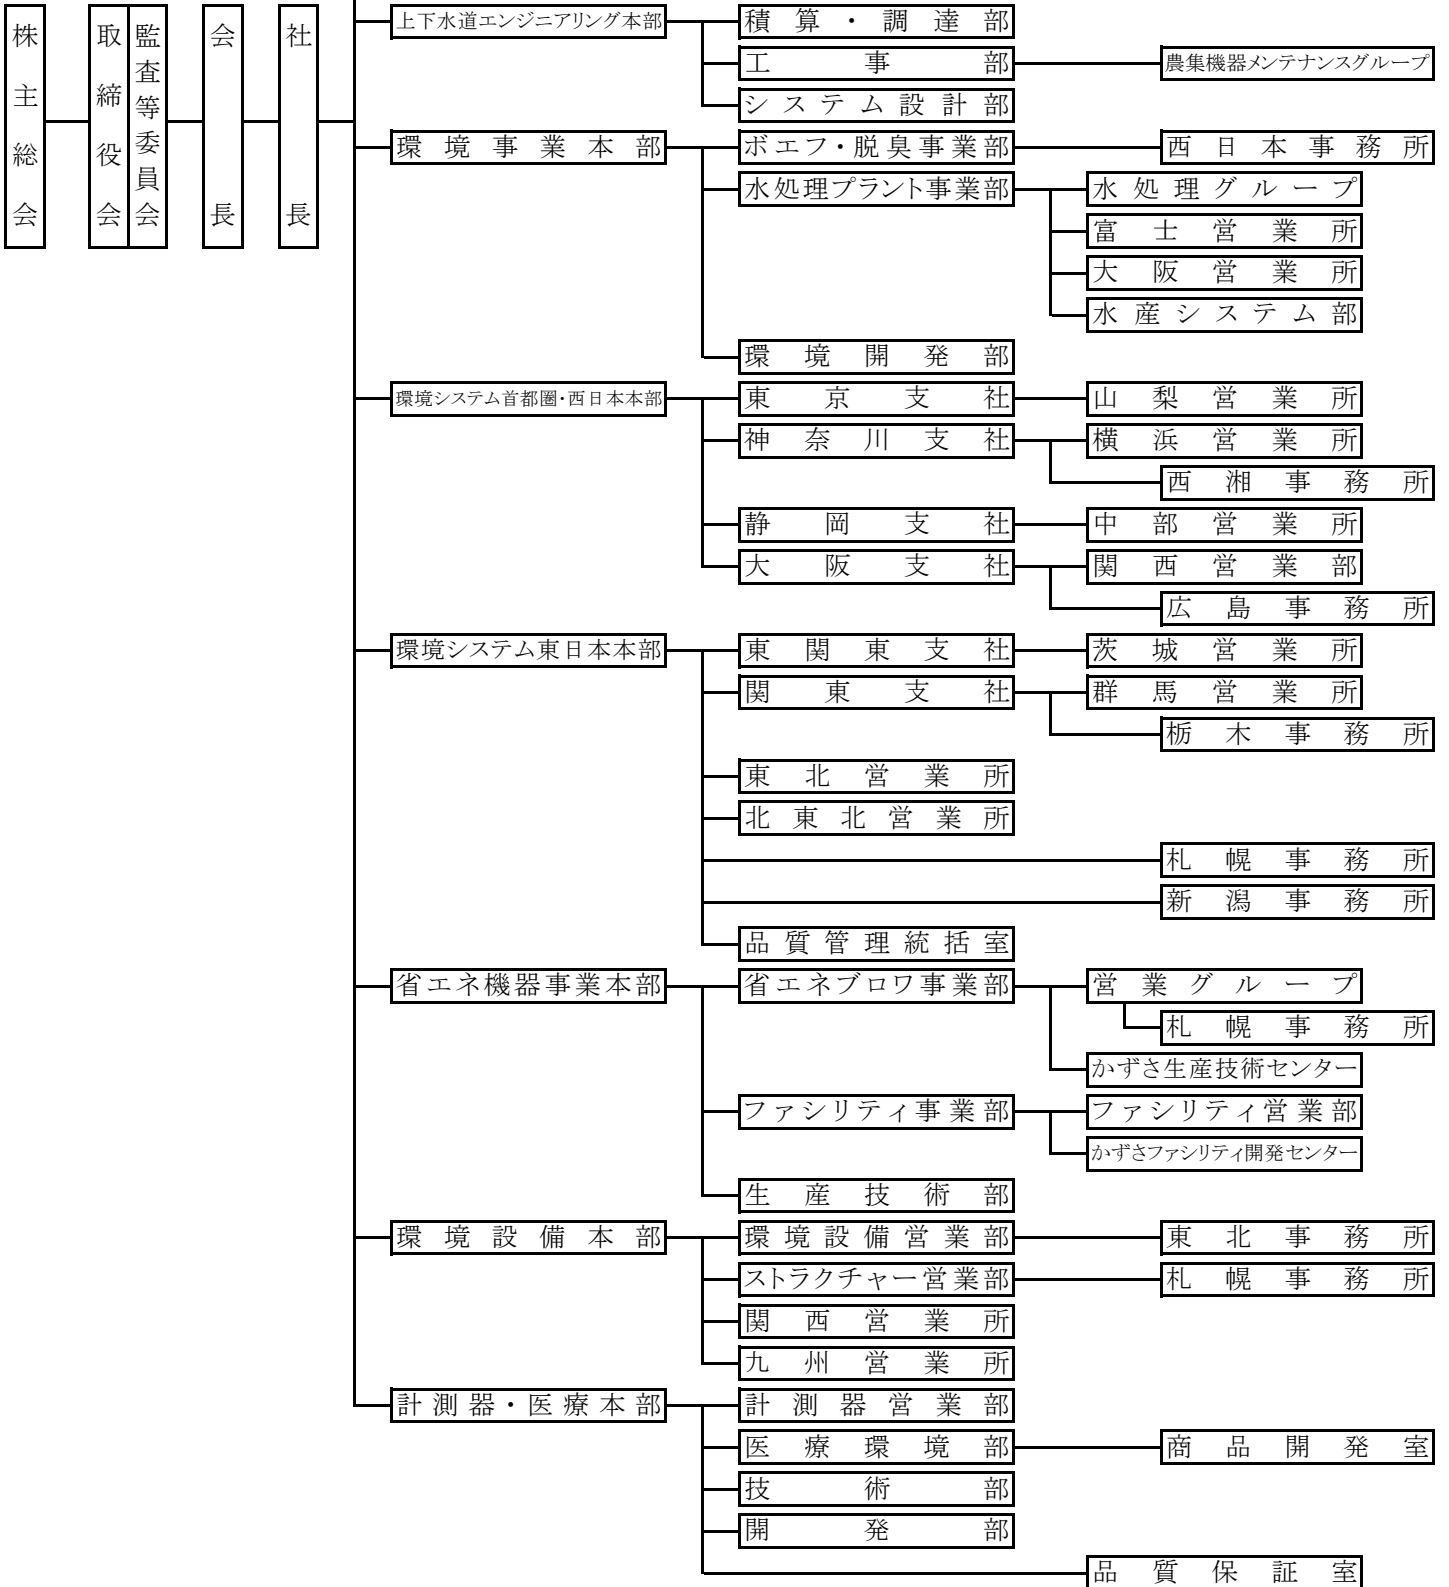 株主総会
取締役会
監査等委員会
会長
社長
上下水道エンジニアリング本部
積算・調達部
工事部
農集機器メンテナンスグループ
システム設計部
環境事業本部
ボエフ・脱臭事業部
西日本事務所
水処理プラント事業部
水処理グループ
富士営業所
大阪営業所
水産システム部
環境開発部
環境システム首都圏・西日本本部
東京支社
山梨営業所
神奈川支社
横浜営業所
西湘事務所
静岡支社
中部営業所
大阪支社
関西営業部
広島事務所
環境システム東日本本部
東関東支社
茨城営業所
関東支社
群馬営業所
栃木事務所
東北営業所
北東北営業所
札幌事務所
新潟事務所
品質管理統括室
省エネ機器事業本部
省エネブロワ事業部
営業グループ
札幌事務所
かずさ生産技術センター
ファシリティ事業部
ファシリティ営業部
かずさファシリティ開発センター
生産技術部
環境設備本部
環境設備営業部
東北事務所
ストラクチャー営業部
札幌事務所
関西営業所
九州営業所
計測器・医療本部
計測器営業部
医療環境部
商品開発室
技術部
開発部
品質保証室